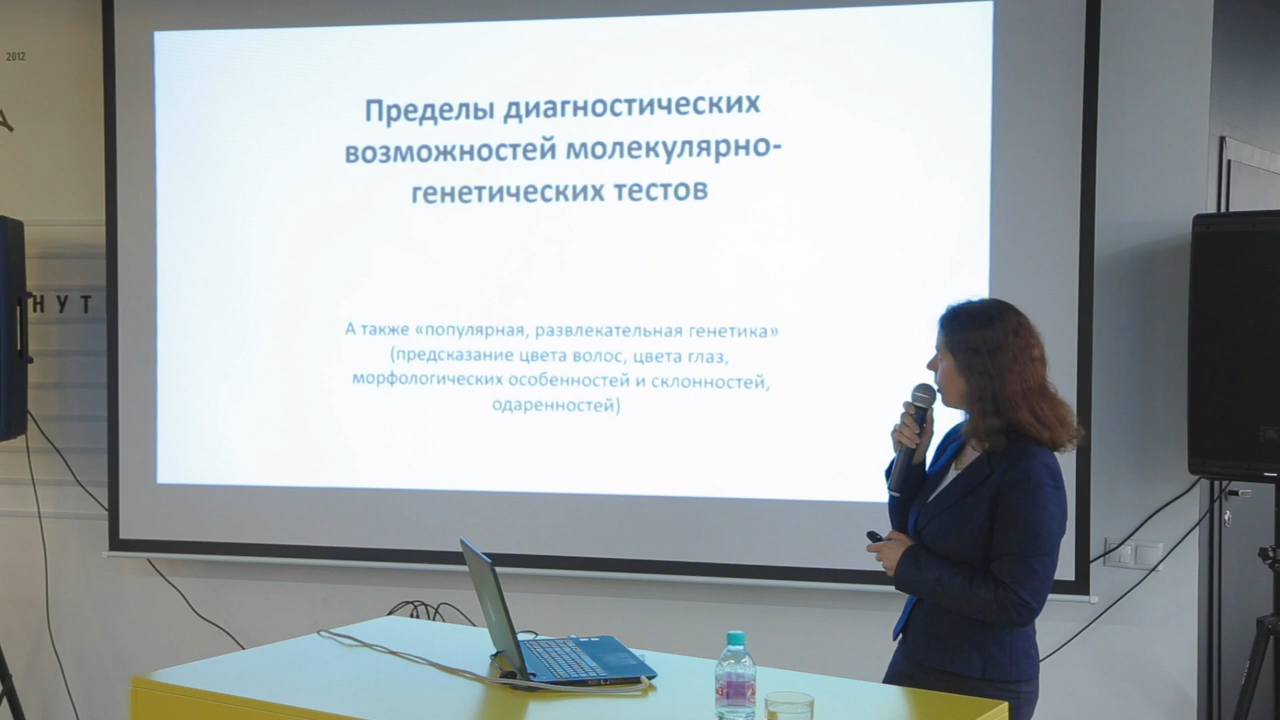 2012
НУТ
Пределы диагностических
возможностей молекулярно-
генетических тестов
А также «популярная, развлекательная генетика»
(предсказание цвета волос, цвета глаз,
морфологических особенностей и склонностей,
одаренностей)